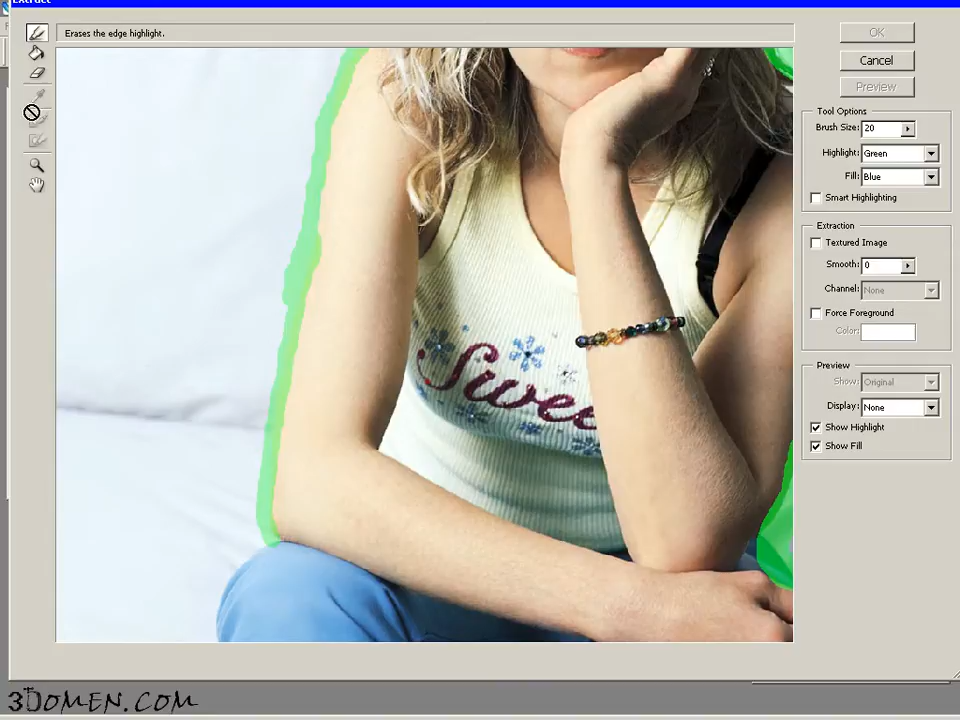 Extract
Erases the edge highlight.
OK
Cancel
Preview
Tool Options
Brush Size: 20
Highlight: Green
Fill: Blue
Smart Highlighting
Extraction
Textured Image
Smooth: 0
Channel: None
Force Foreground
Color:
Preview
Show: Original
Display: None
Show Highlight
Show Fill
Swee
3DOMEN.COM